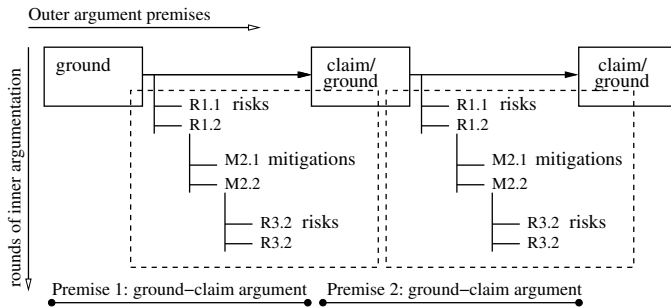 Outer argument premises
rounds of inner argumentation
ground
claim/
ground
claim/
ground
R1.1 risks
R1.2
M2.1 mitigations
M2.2
R3.2 risks
R3.2
R1.1 risks
R1.2
M2.1 mitigations
M2.2
R3.2 risks
R3.2
Premise 1: ground–claim argument
Premise 2: ground–claim argument